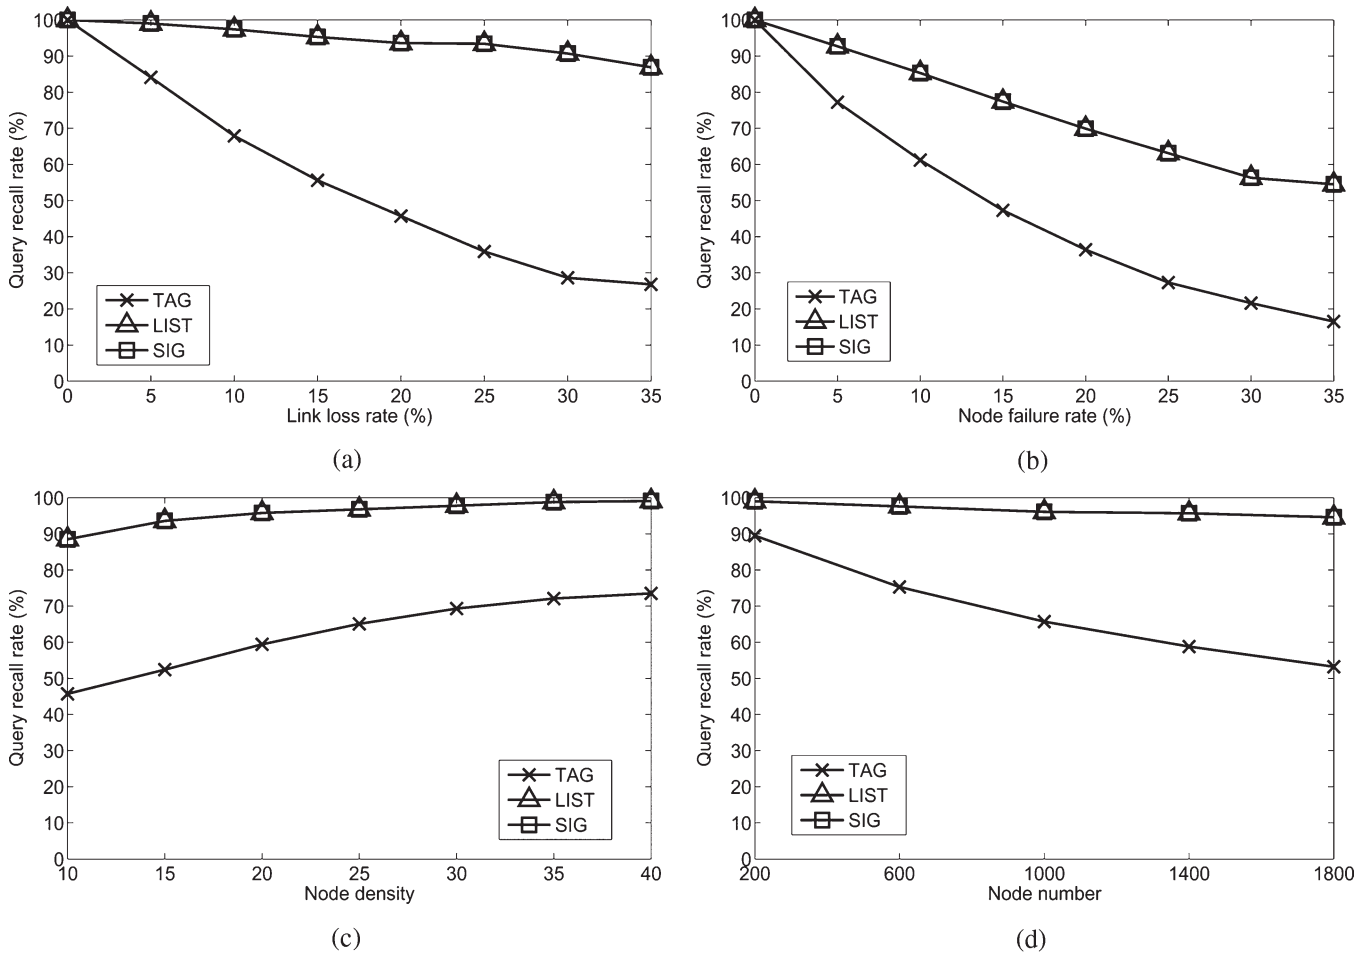 100
90
80
70
60
50
40
30
20
10
0
Query recall rate (%)
TAG
LIST
SIG
0 5 10 15 20 25 30 35
Link loss rate (%)
(a)
100
90
80
70
60
50
40
30
20
10
0
Query recall rate (%)
TAG
LIST
SIG
0 5 10 15 20 25 30 35
Node failure rate (%)
(b)
100
90
80
70
60
50
40
30
20
10
0
Query recall rate (%)
TAG
LIST
SIG
10 15 20 25 30 35 40
Node density
(c)
100
90
80
70
60
50
40
30
20
10
0
Query recall rate (%)
TAG
LIST
SIG
200 600 1000 1400 1800
Node number
(d)